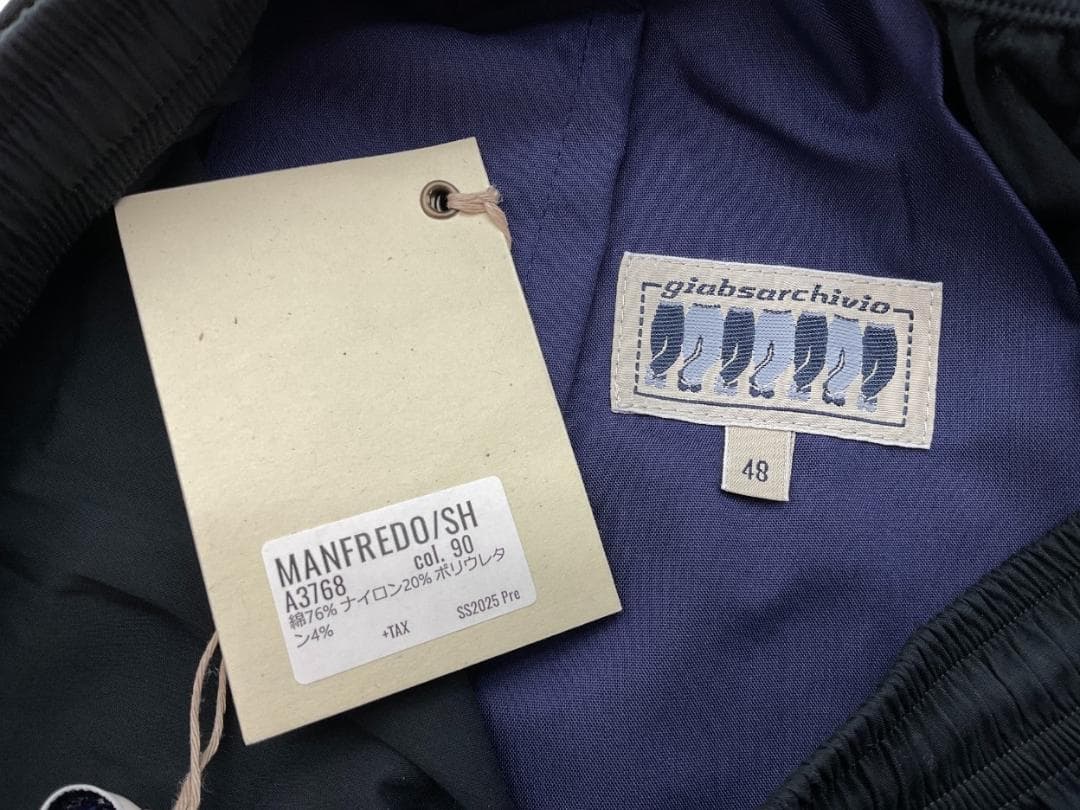 giabsarchivio
48
MANFREDO/SH
A3768 col. 90
綿76% ナイロン20% ポリウレタ
ン4% +TAX SS2025 Pre